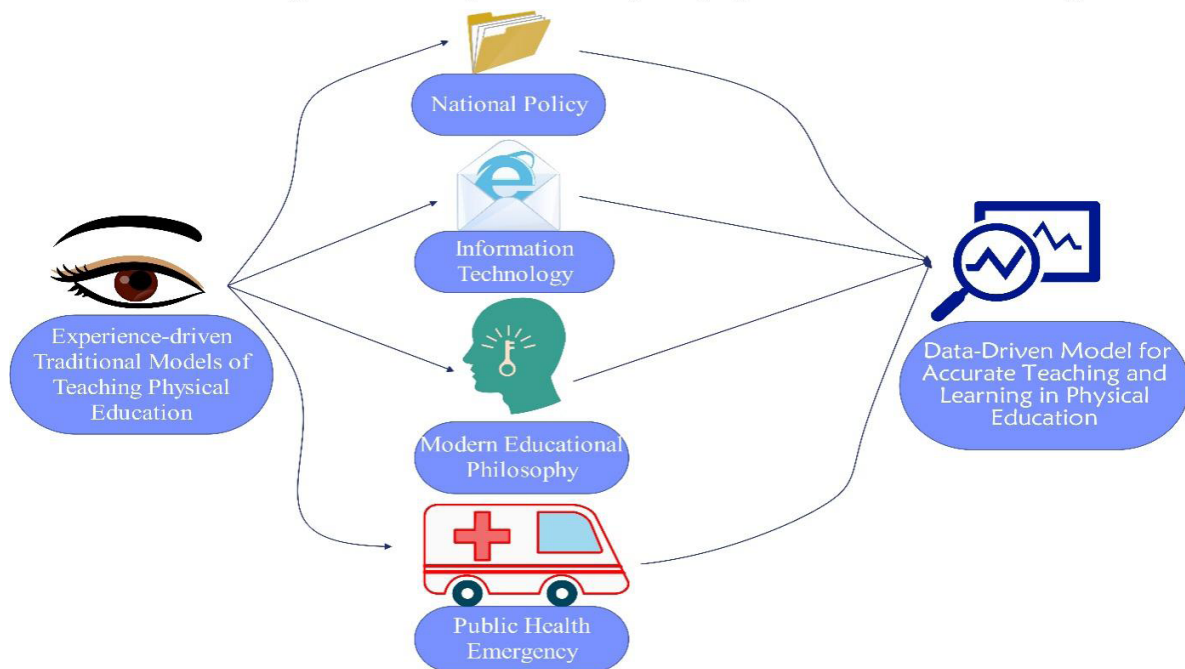 National Policy
Information
Technology
Experience-driven
Traditional Models of
Teaching Physical
Education
Modern Educational
Philosophy
Data-Driven Model for
Accurate Teaching and
Learning in Physical
Education
Public Health
Emergency